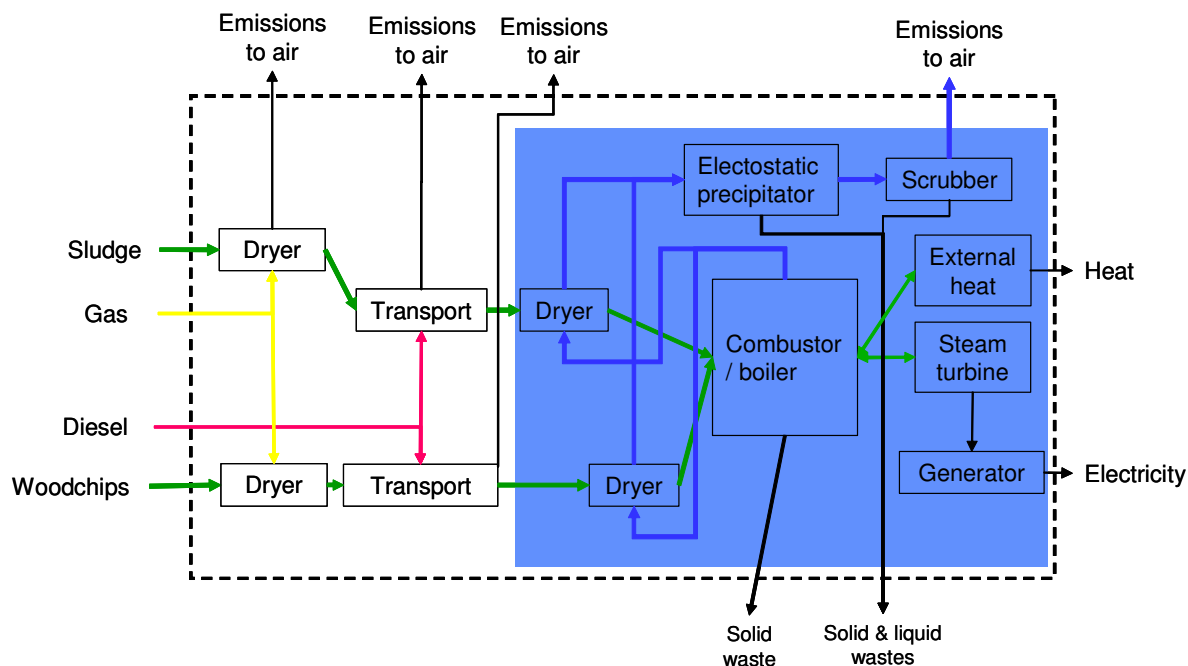 Emissions
to air
Emissions
to air
Emissions
to air
Emissions
to air
Electostatic
precipitator
Scrubber
Sludge
Dryer
External
heat
Heat
Gas
Transport
Dryer
Combustor
/ boiler
Steam
turbine
Diesel
Woodchips
Dryer
Transport
Dryer
Generator
Electricity
Solid
waste
Solid & liquid
wastes